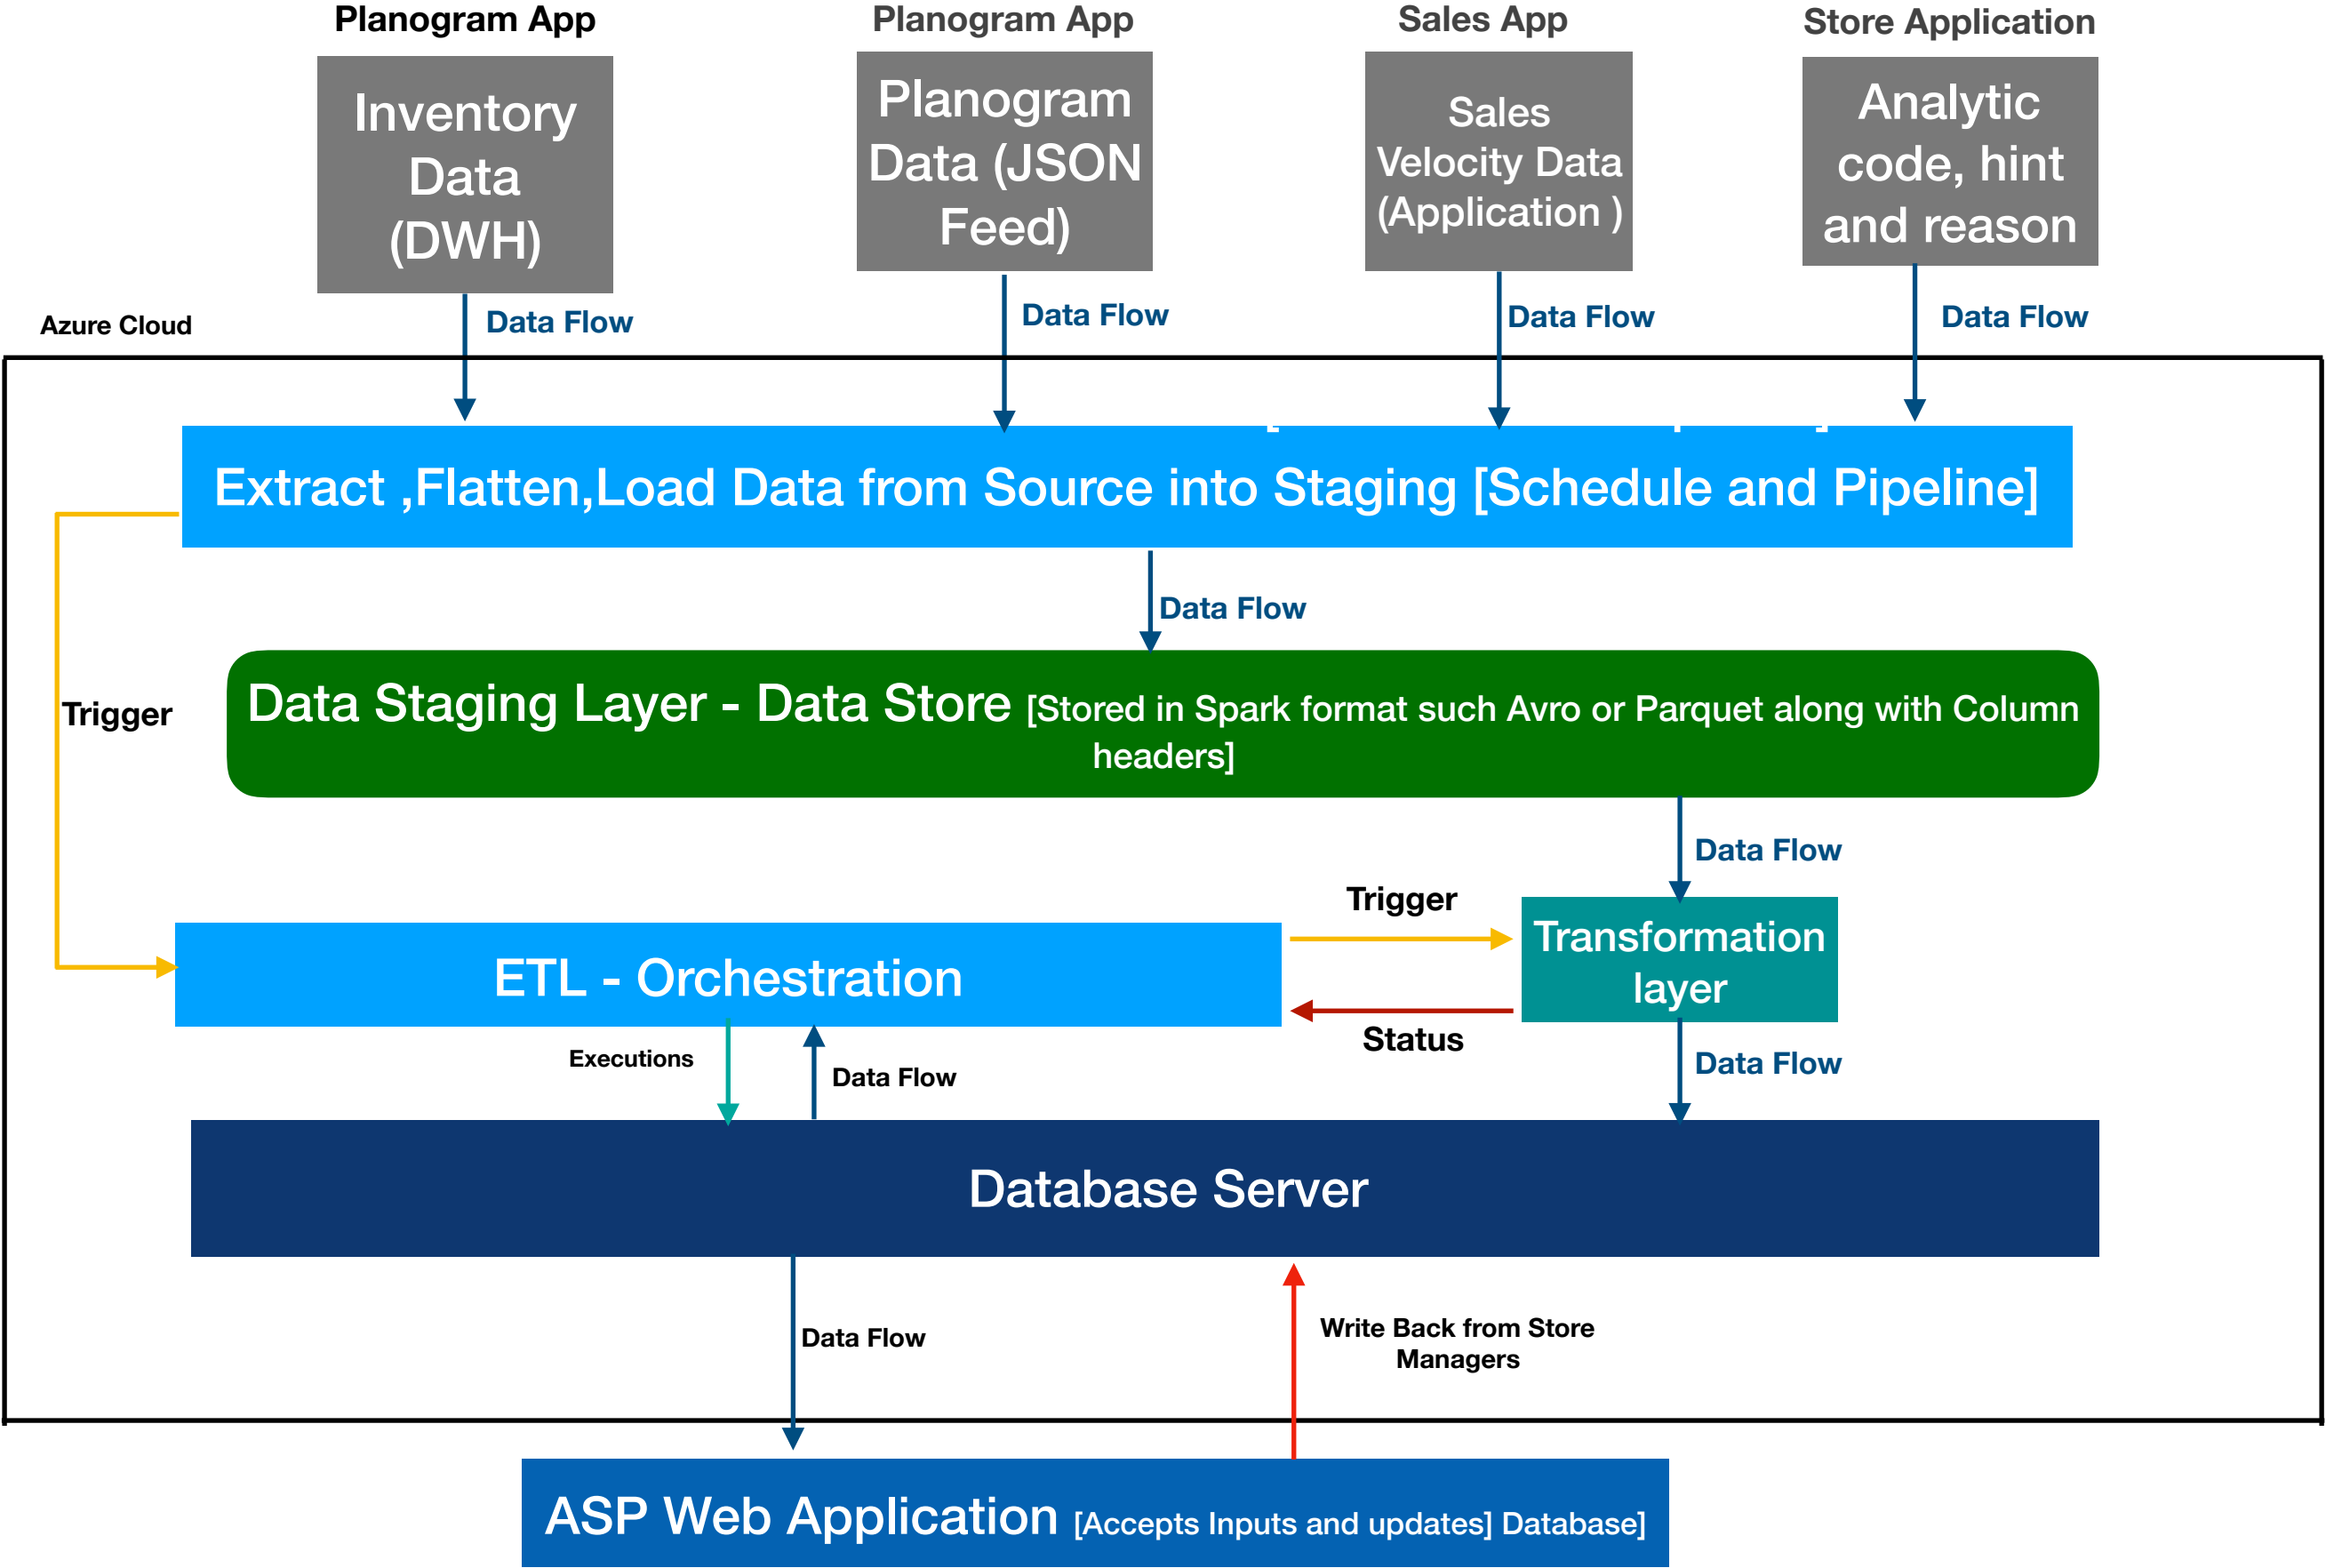 Planogram App
Planogram App
Sales App
Store Application
Inventory
Data
(DWH)
Planogram
Data (JSON
Feed)
Sales
Velocity Data
(Application )
Analytic
code, hint
and reason
Azure Cloud
Data Flow
Data Flow
Data Flow
Data Flow
Extract ,Flatten,Load Data from Source into Staging [Schedule and Pipeline]
Data Flow
Trigger
Data Staging Layer - Data Store [Stored in Spark format such Avro or Parquet along with Column
headers]
Data Flow
Trigger
Transformation
layer
ETL - Orchestration
Status
Executions
Data Flow
Data Flow
Database Server
Data Flow
Write Back from Store
Managers
ASP Web Application [Accepts Inputs and updates] Database]